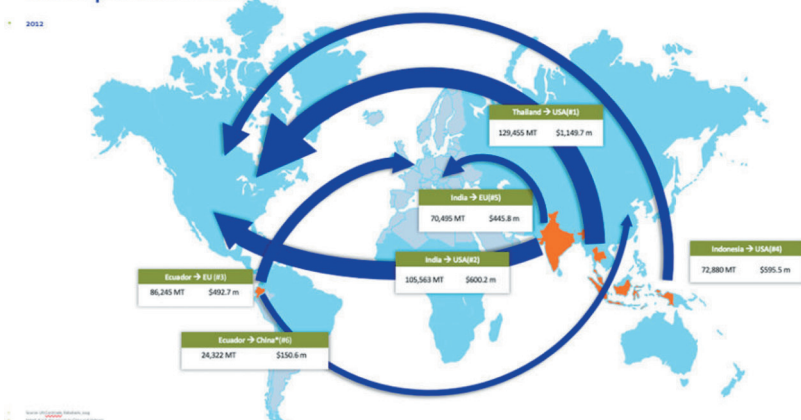 2012
Thailand → USA(#1)
129,455 MT $1,149.7 m
India → EU(#5)
70,495 MT $445.8 m
Indonesia → USA(#4)
72,880 MT $595.5 m
India → USA(#2)
105,563 MT $600.2 m
Ecuador → EU (#3)
86,245 MT $492.7 m
Ecuador → China*(#6)
24,322 MT $150.6 m